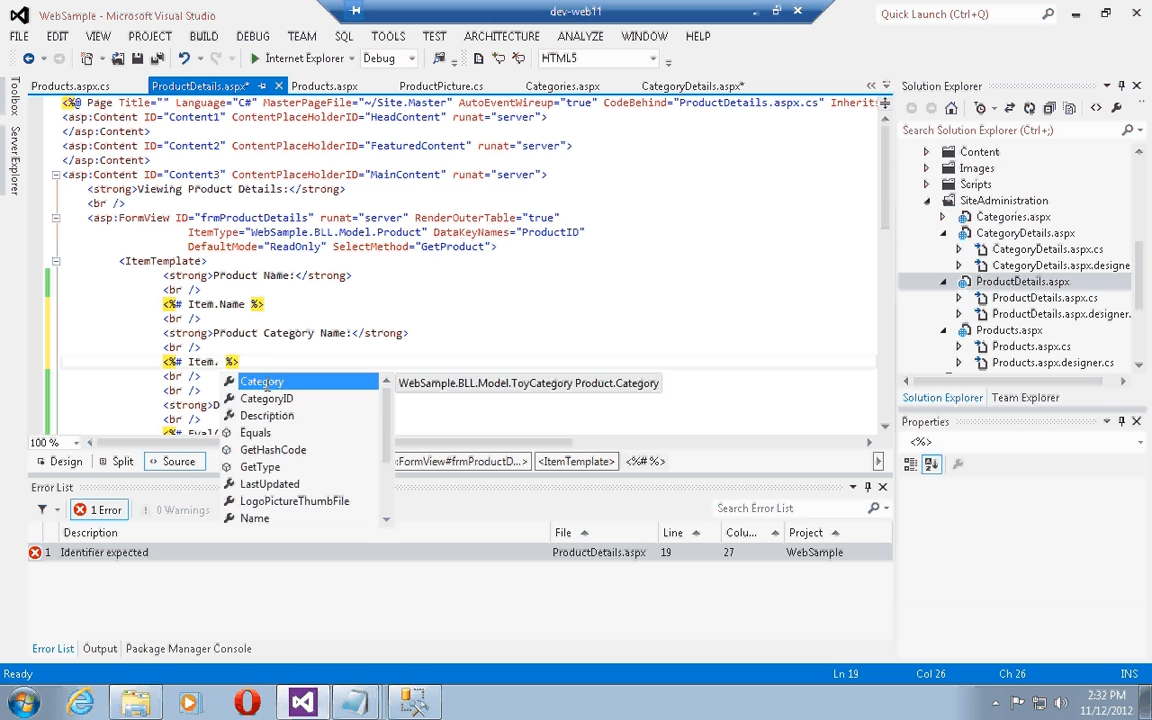 WebSample - Microsoft Visual Studio
dev-web11
Quick Launch (Ctrl+Q)
FILE EDIT VIEW PROJECT BUILD DEBUG TEAM SQL TOOLS TEST ARCHITECTURE ANALYZE WINDOW HELP
Internet Explorer Debug HTML5
Toolbox
Server Explorer
Products.aspx.cs ProductDetails.aspx* Products.aspx ProductPicture.cs Categories.aspx CategoryDetails.aspx*
<%@ Page Title="" Language="C#" MasterPageFile="~/Site.Master" AutoEventWireup="true" CodeBehind="ProductDetails.aspx.cs" Inherits
<asp:Content ID="Content1" ContentPlaceHolderID="HeadContent" runat="server">
</asp:Content>
<asp:Content ID="Content2" ContentPlaceHolderID="FeaturedContent" runat="server">
</asp:Content>
<asp:Content ID="Content3" ContentPlaceHolderID="MainContent" runat="server">
<strong>Viewing Product Details:</strong>
<br />
<asp:FormView ID="frmProductDetails" runat="server" RenderOuterTable="true"
ItemType="WebSample.BLL.Model.Product" DataKeyNames="ProductID"
DefaultMode="ReadOnly" SelectMethod="GetProduct">
<ItemTemplate>
<strong>Product Name:</strong>
<br />
<%# Item.Name %>
<br />
<strong>Product Category Name:</strong>
<br />
<%# Item. %>
<br />
<br />
<strong>D
<br />
<%# Eval(
Category
CategoryID
Description
Equals
GetHashCode
GetType
LastUpdated
LogoPictureThumbFile
Name
WebSample.BLL.Model.ToyCategory Product.Category
100 %
Design Split Source
:FormView#frmProductD...> <ItemTemplate> <%# %>
Error List
1 Error 0 Warnings
Search Error List
Description File Line Colu... Project
1 Identifier expected ProductDetails.aspx 19 27 WebSample
Error List Output Package Manager Console
Solution Explorer
Search Solution Explorer (Ctrl+;)
Content
Images
Scripts
SiteAdministration
Categories.aspx
CategoryDetails.aspx
CategoryDetails.aspx.cs
CategoryDetails.aspx.designe
ProductDetails.aspx
ProductDetails.aspx.cs
ProductDetails.aspx.designer.
Products.aspx
Products.aspx.cs
Products.aspx.designer.cs
Solution Explorer Team Explorer
Properties
<%>
Ready Ln 19 Col 26 Ch 26 INS
2:32 PM
11/12/2012